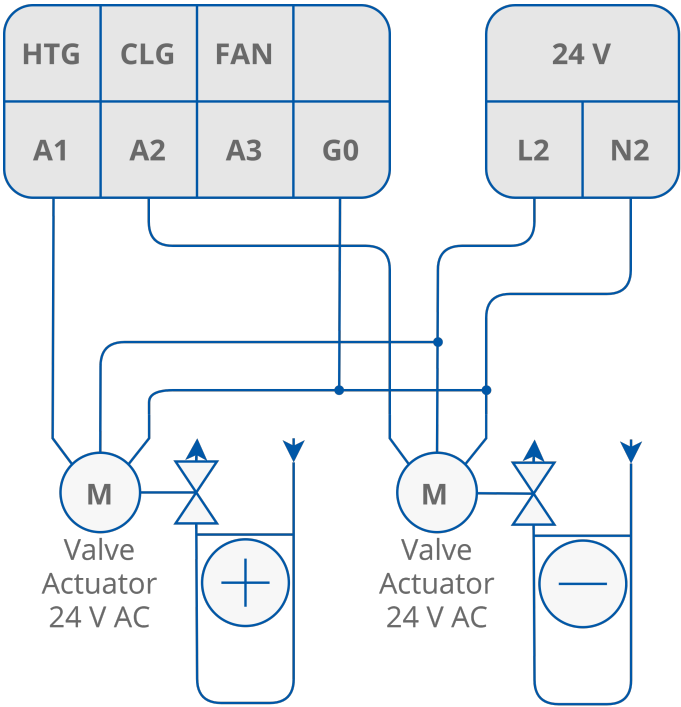 HTG CLG FAN
A1 A2 A3 G0
24 V
L2 N2
M
Valve
Actuator
24 V AC
M
Valve
Actuator
24 V AC